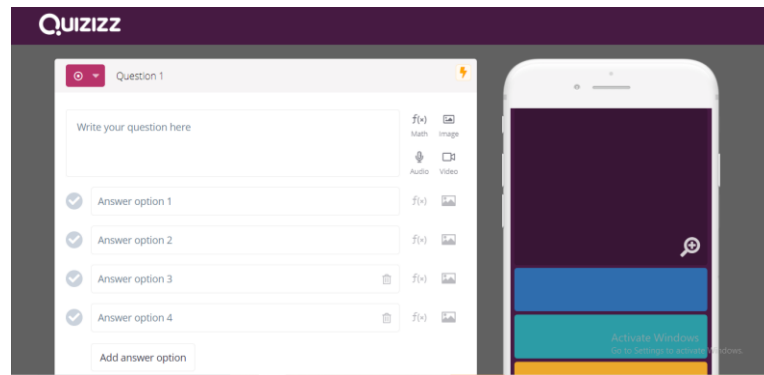 QUIZIZZ
Question 1
Write your question here
f(x)
Math Image
Audio Video
Answer option 1
f(x)
Answer option 2
f(x)
Answer option 3
f(x)
Answer option 4
f(x)
Add answer option
Activate Windows
Go to Settings to activate Windows.